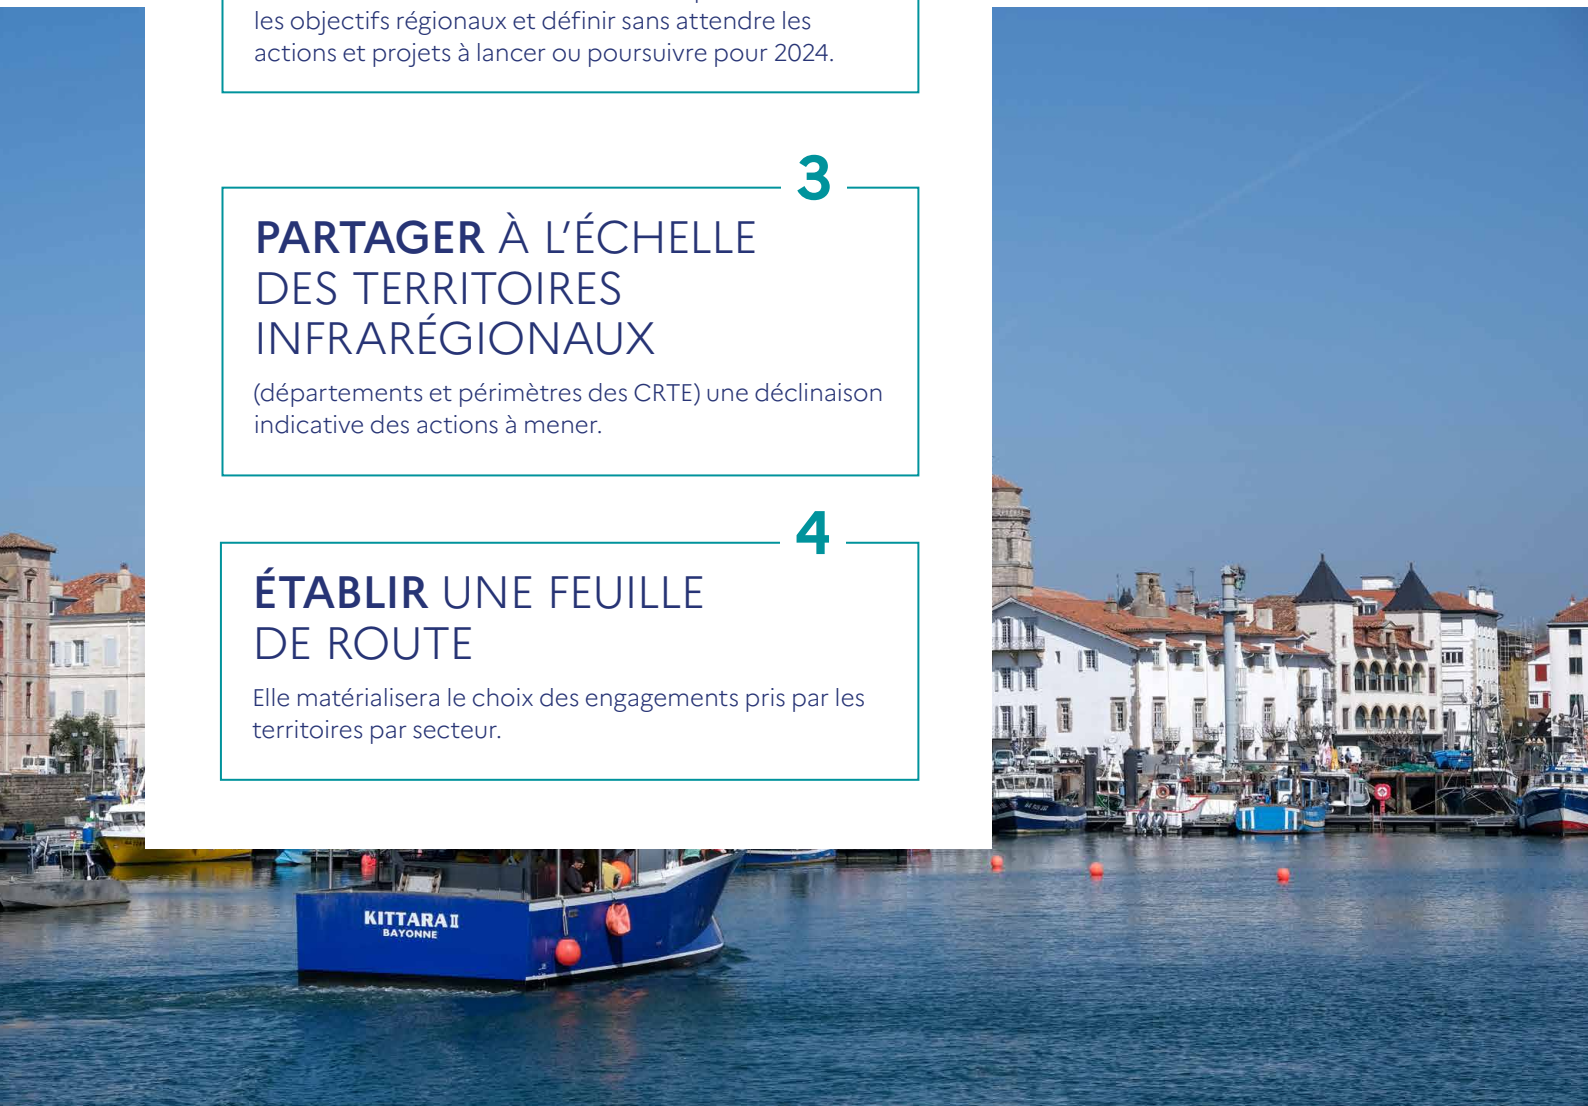 les objectifs régionaux et définir sans attendre les
actions et projets à lancer ou poursuivre pour 2024.
3
PARTAGER À L'ÉCHELLE
DES TERRITOIRES
INFRARÉGIONAUX
(départements et périmètres des CRTE) une déclinaison
indicative des actions à mener.
4
ÉTABLIR UNE FEUILLE
DE ROUTE
Elle matérialisera le choix des engagements pris par les
territoires par secteur.
KITTARA II
BAYONNE